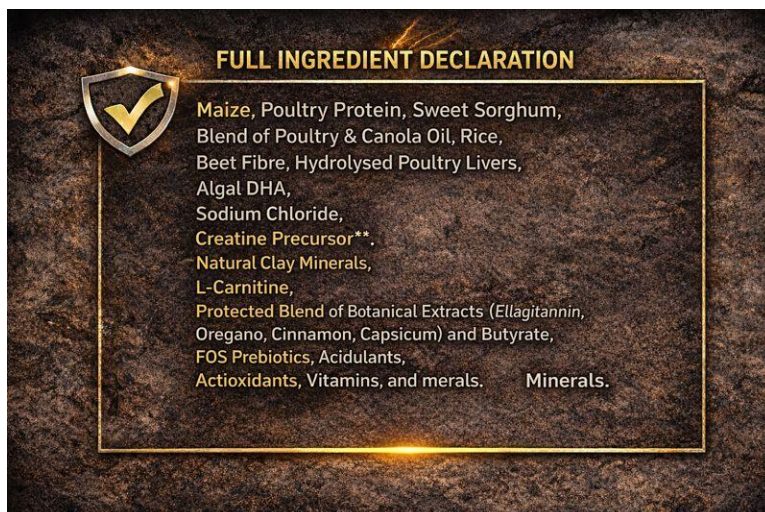 FULL INGREDIENT DECLARATION
Maize, Poultry Protein, Sweet Sorghum,
Blend of Poultry & Canola Oil, Rice,
Beet Fibre, Hydrolysed Poultry Livers,
Algal DHA,
Sodium Chloride,
Creatine Precursor**.
Natural Clay Minerals,
L-Carnitine,
Protected Blend of Botanical Extracts (Ellagitannin,
Oregano, Cinnamon, Capsicum) and Butyrate,
FOS Prebiotics, Acidulants,
Actioxidants, Vitamins, and merals. Minerals.